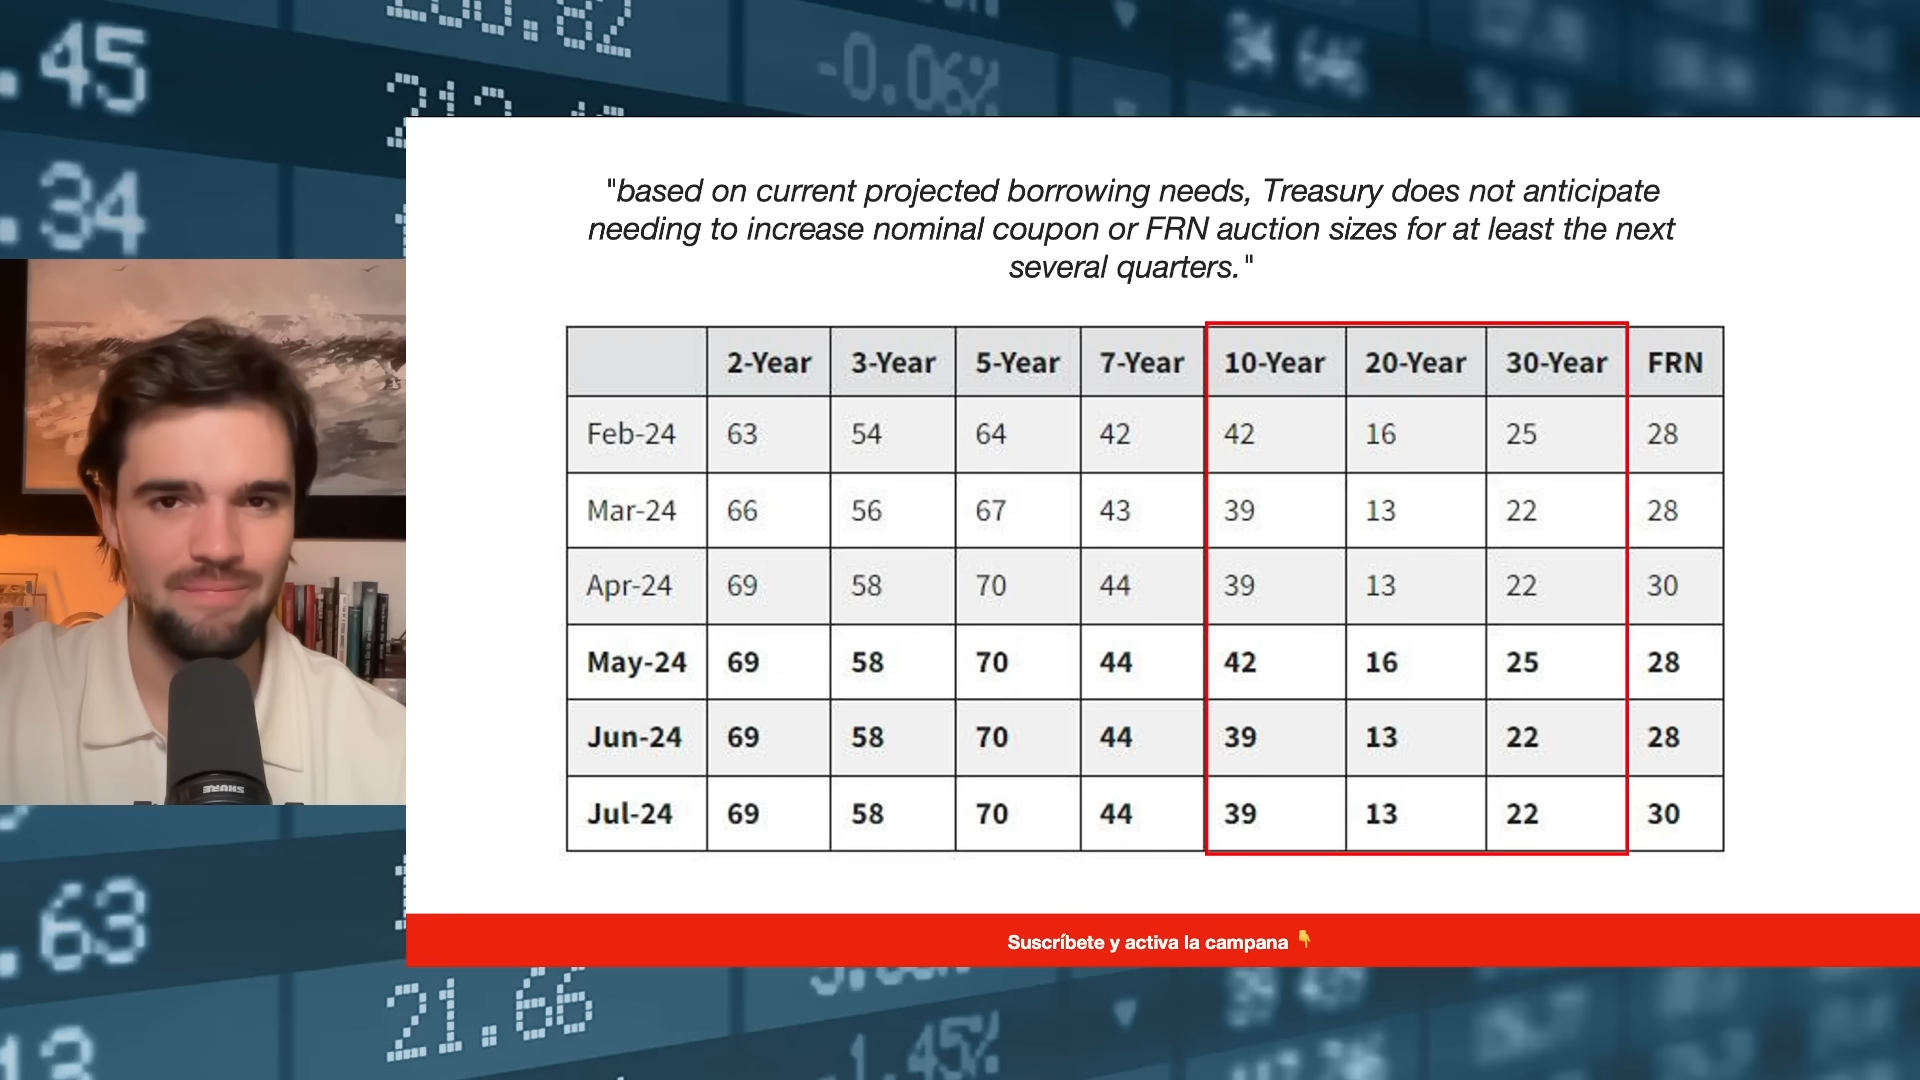 .45
-0.06%
.34
"based on current projected borrowing needs, Treasury does not anticipate
needing to increase nominal coupon or FRN auction sizes for at least the next
several quarters."
2-Year 3-Year 5-Year 7-Year 10-Year 20-Year 30-Year FRN
Feb-24 63 54 64 42 42 16 25 28
Mar-24 66 56 67 43 39 13 22 28
Apr-24 69 58 70 44 39 13 22 30
May-24 69 58 70 44 42 16 25 28
Jun-24 69 58 70 44 39 13 22 28
Jul-24 69 58 70 44 39 13 22 30
SHURE
Suscríbete y activa la campana 👇
.63
21.66
1.45%
13